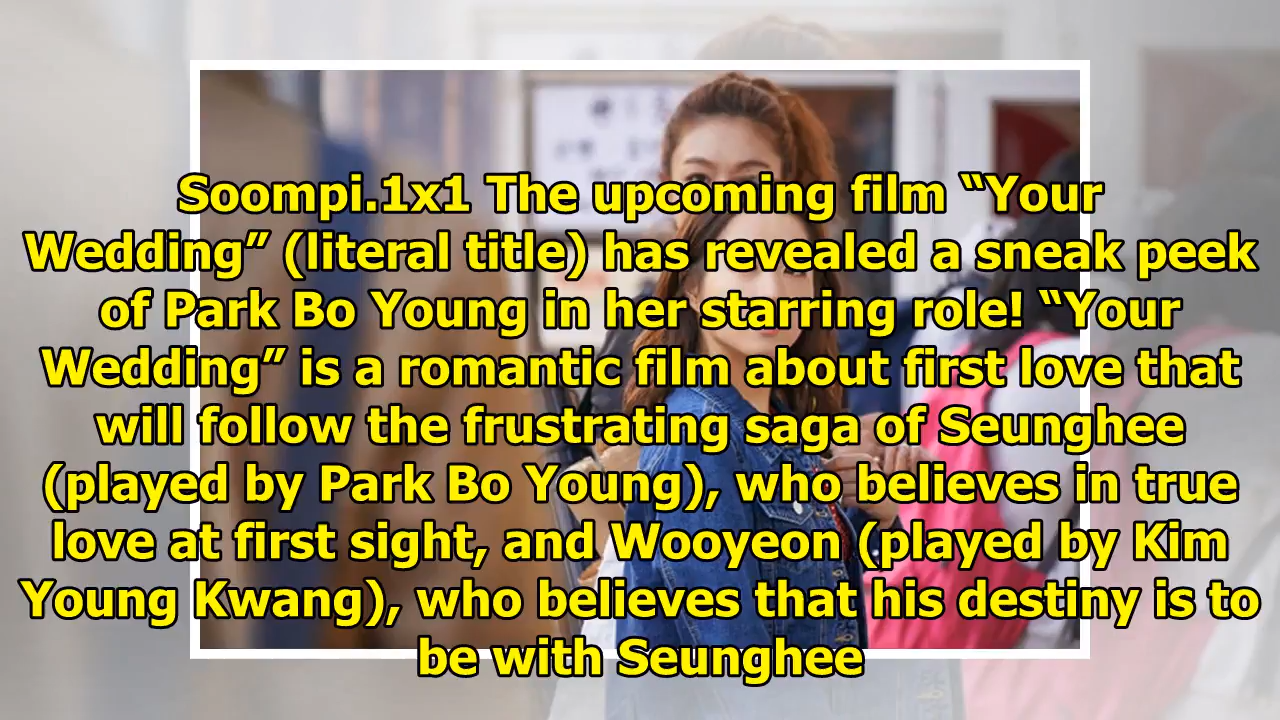 Soompi.1x1 The upcoming film “Your
Wedding” (literal title) has revealed a sneak peek
of Park Bo Young in her starring role! “Your
Wedding” is a romantic film about first love that
will follow the frustrating saga of Seunghee
(played by Park Bo Young), who believes in true
love at first sight, and Wooyeon (played by Kim
Young Kwang), who believes that his destiny is to
be with Seunghee